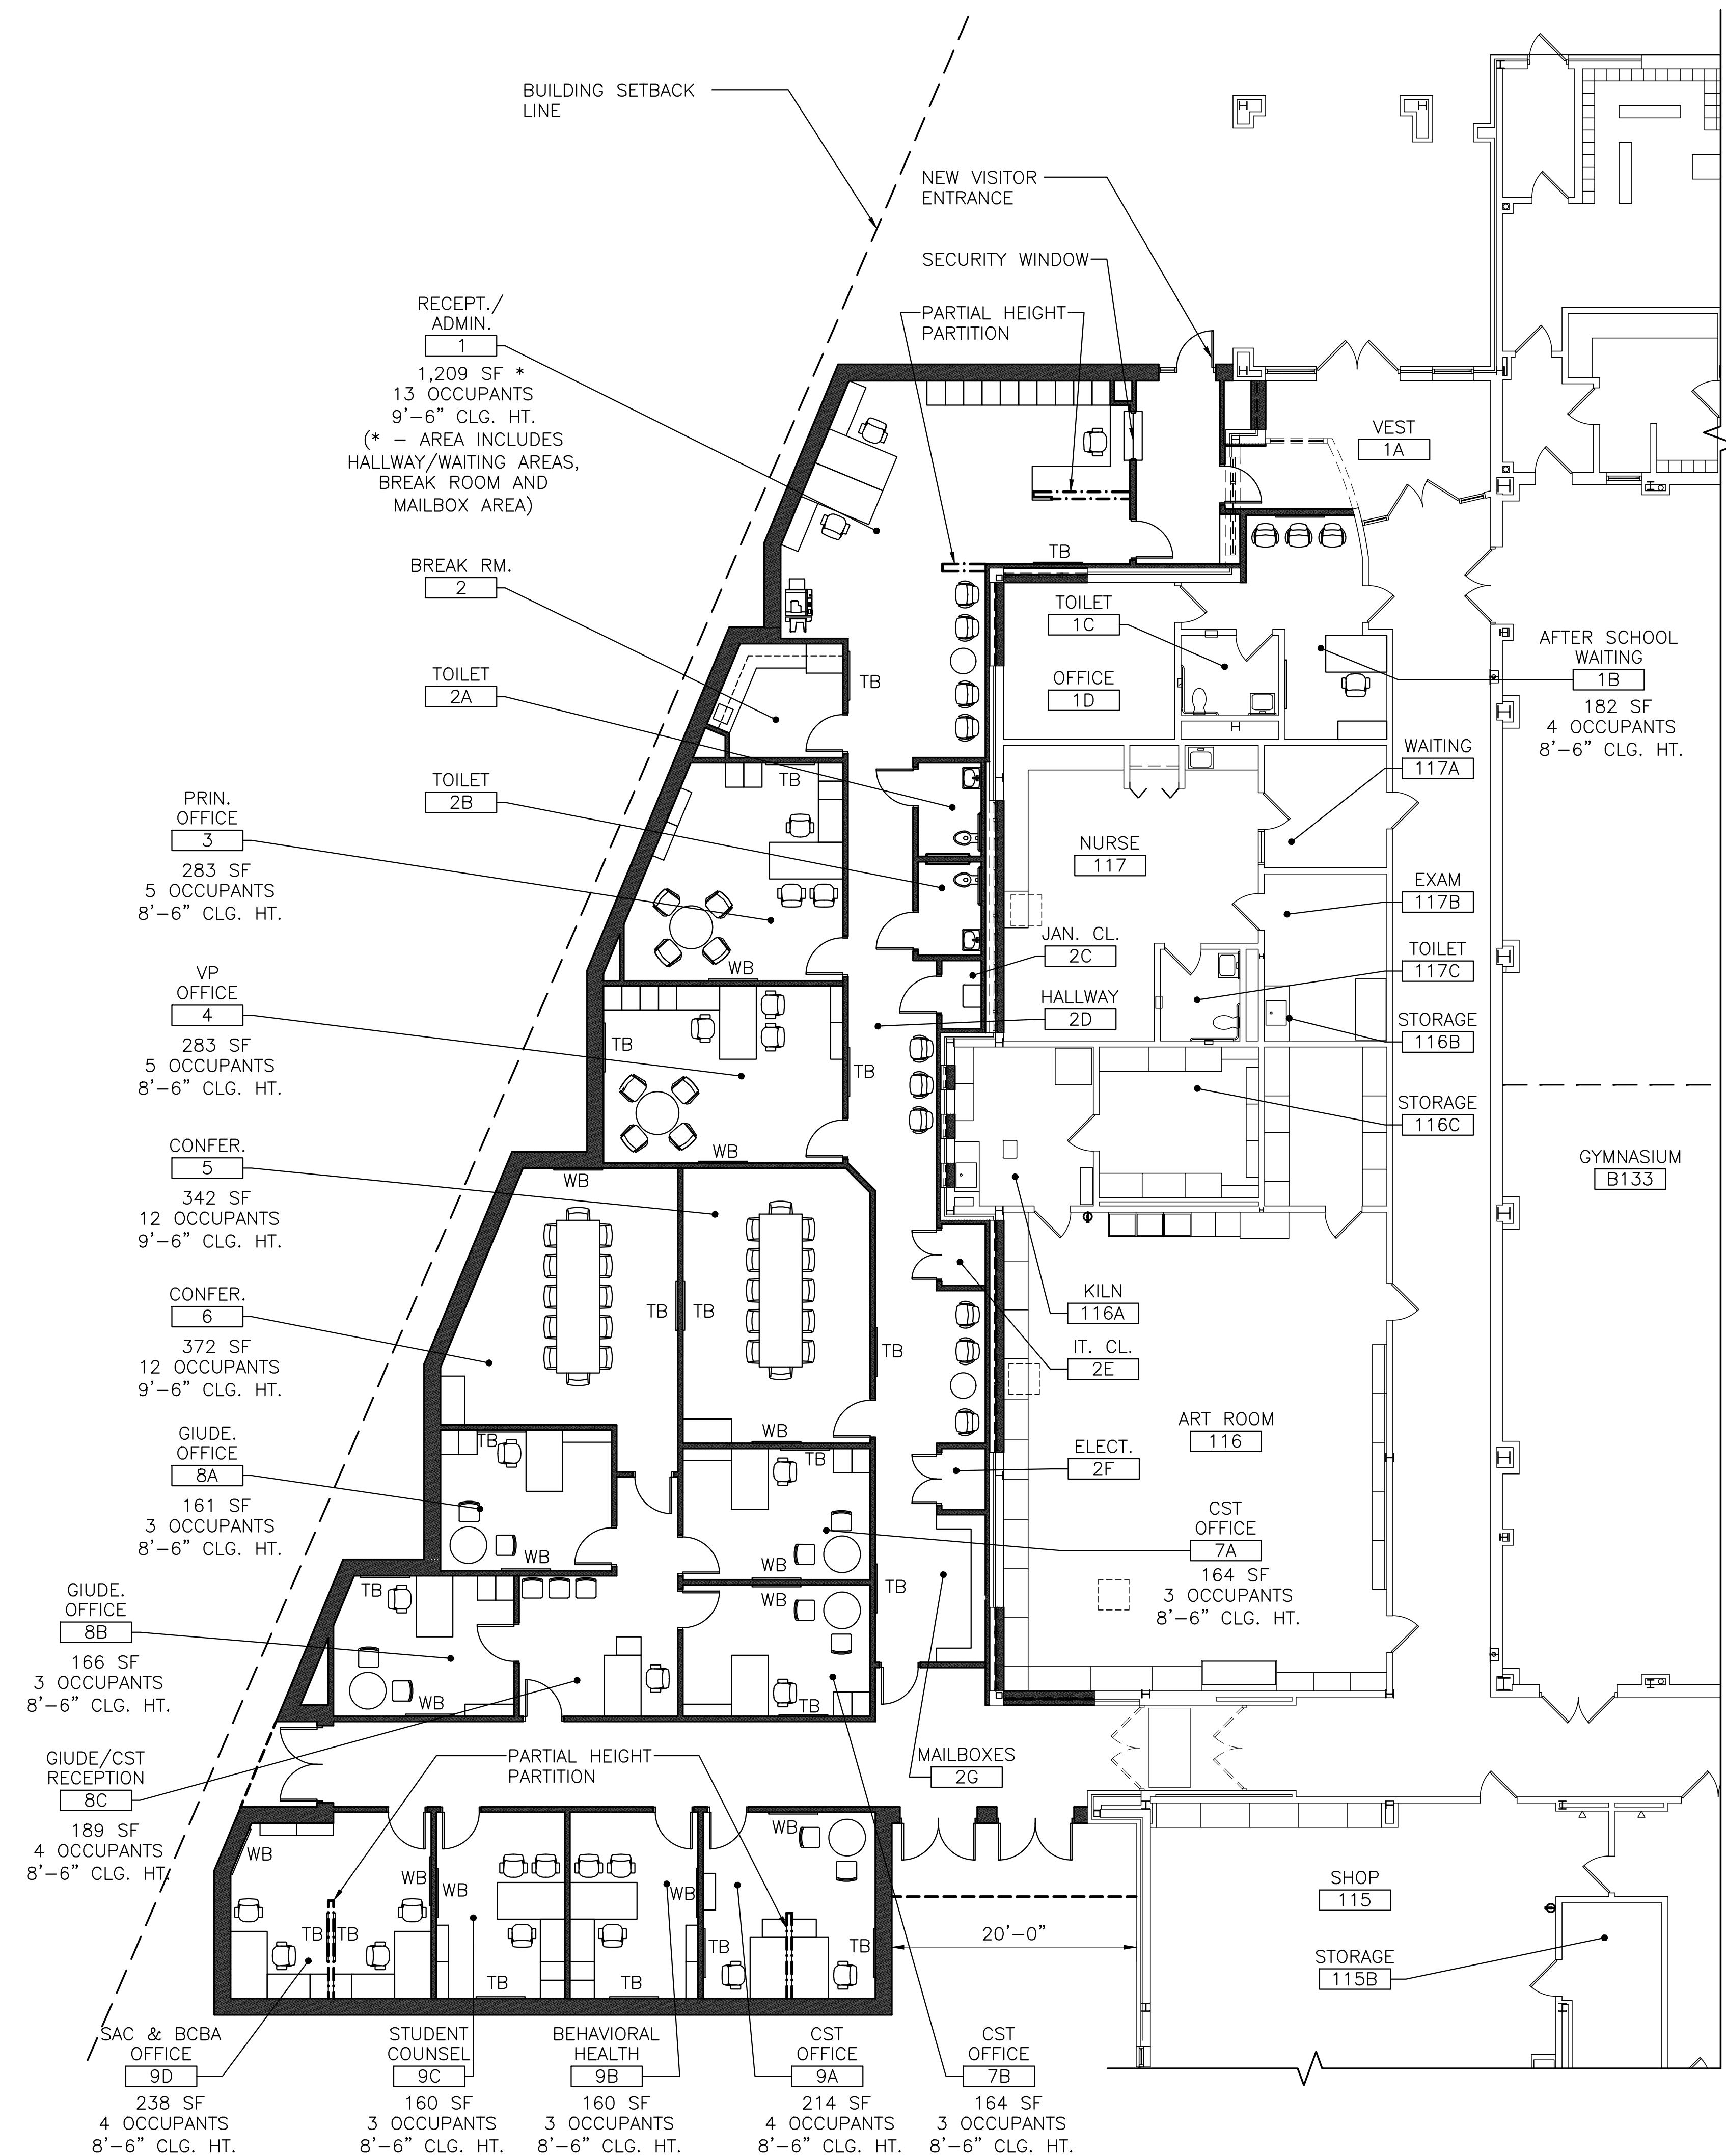 BUILDING SETBACK
LINE
NEW VISITOR
ENTRANCE
SECURITY WINDOW
PARTIAL HEIGHT
PARTITION
RECEPT./
ADMIN.
1
1,209 SF *
13 OCCUPANTS
9'-6" CLG. HT.
(* – AREA INCLUDES
HALLWAY/WAITING AREAS,
BREAK ROOM AND
MAILBOX AREA)
VEST
1A
TB
BREAK RM.
2
TOILET
1C
AFTER SCHOOL
WAITING
1B
182 SF
4 OCCUPANTS
8'-6" CLG. HT.
TOILET
2A
TB
OFFICE
1D
WAITING
117A
TOILET
2B
TB
PRIN.
OFFICE
3
283 SF
5 OCCUPANTS
8'-6" CLG. HT.
NURSE
117
EXAM
117B
WB
JAN. CL.
2C
TOILET
117C
VP
OFFICE
4
283 SF
5 OCCUPANTS
8'-6" CLG. HT.
HALLWAY
2D
STORAGE
116B
TB
TB
STORAGE
116C
WB
CONFER.
5
342 SF
12 OCCUPANTS
9'-6" CLG. HT.
WB
GYMNASIUM
B133
CONFER.
6
372 SF
12 OCCUPANTS
9'-6" CLG. HT.
TB
TB
TB
KILN
116A
IT. CL.
2E
GIUDE.
OFFICE
8A
161 SF
3 OCCUPANTS
8'-6" CLG. HT.
TB
WB
TB
ELECT.
2F
ART ROOM
116
WB
WB
CST
OFFICE
7A
164 SF
3 OCCUPANTS
8'-6" CLG. HT.
GIUDE.
OFFICE
8B
166 SF
3 OCCUPANTS
8'-6" CLG. HT.
TB
WB
TB
WB
TB
GIUDE/CST
RECEPTION
8C
189 SF
4 OCCUPANTS
8'-6" CLG. HT.
PARTIAL HEIGHT
PARTITION
MAILBOXES
2G
WB
WB
WB
WB
WB
TB
TB
TB
TB
TB
TB
20'-0"
SHOP
115
STORAGE
115B
SAC & BCBA
OFFICE
9D
238 SF
4 OCCUPANTS
8'-6" CLG. HT.
STUDENT
COUNSEL
9C
160 SF
3 OCCUPANTS
8'-6" CLG. HT.
BEHAVIORAL
HEALTH
9B
160 SF
3 OCCUPANTS
8'-6" CLG. HT.
CST
OFFICE
9A
214 SF
4 OCCUPANTS
8'-6" CLG. HT.
CST
OFFICE
7B
164 SF
3 OCCUPANTS
8'-6" CLG. HT.